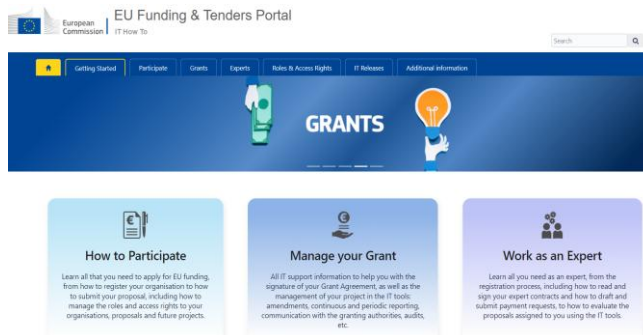 European
Commission
EU Funding & Tenders Portal
IT How To
Search
Getting Started
Participate
Grants
Experts
Roles & Access Rights
IT Releases
Additional information
GRANTS
How to Participate
Learn all that you need to apply for EU funding,
from how to register your organisation to how
to submit your proposal, including how to
manage the roles and access rights to your
organisations, proposals and future projects.
Manage your Grant
All IT support information to help you with the
signature of your Grant Agreement, as well as the
management of your project in the IT tools:
amendments, continuous and periodic reporting,
communication with the granting authorities, audits,
etc.
Work as an Expert
Learn all you need as an expert, from the
registration process, including how to read and
sign your expert contracts and how to draft and
submit payment requests, to how to evaluate the
proposals assigned to you using the IT tools.